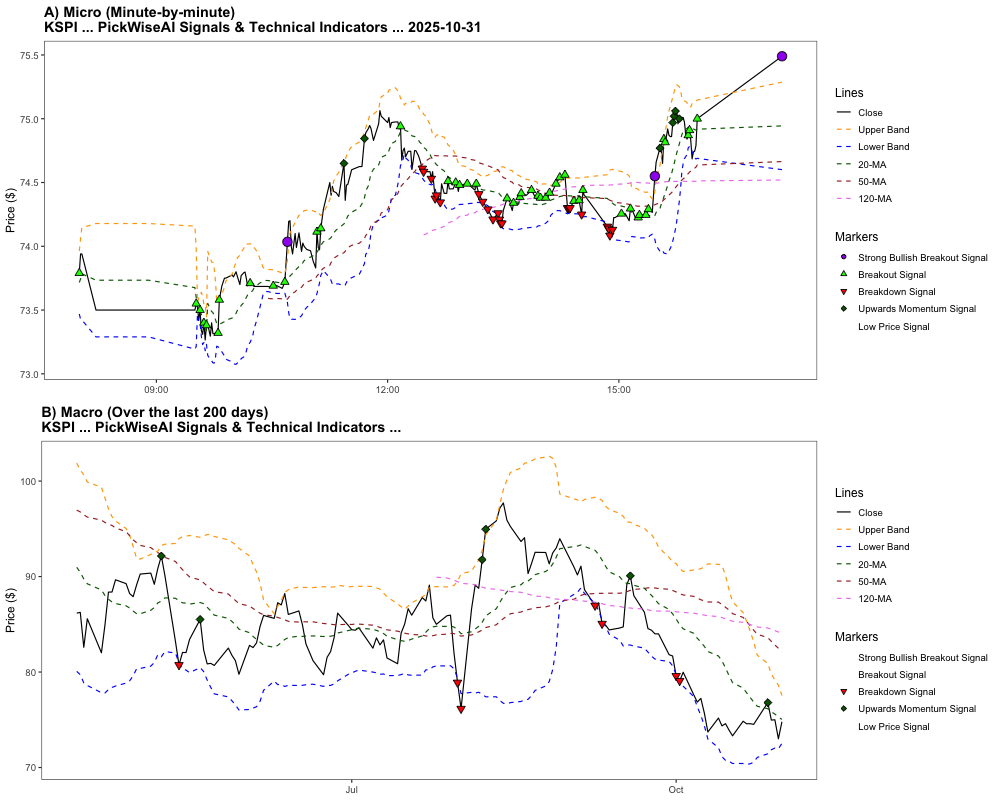 A) Micro (Minute-by-minute)
KSPI ... PickWiseAI Signals & Technical Indicators ... 2025-10-31
Price ($)
75.5
75.0
74.5
74.0
73.5
73.0
09:00
12:00
15:00
Lines
Close
Upper Band
Lower Band
20-MA
50-MA
120-MA
Markers
Strong Bullish Breakout Signal
Breakout Signal
Breakdown Signal
Upwards Momentum Signal
Low Price Signal
B) Macro (Over the last 200 days)
KSPI ... PickWiseAI Signals & Technical Indicators ...
Price ($)
100
90
80
70
Jul
Oct
Lines
Close
Upper Band
Lower Band
20-MA
50-MA
120-MA
Markers
Strong Bullish Breakout Signal
Breakout Signal
Breakdown Signal
Upwards Momentum Signal
Low Price Signal